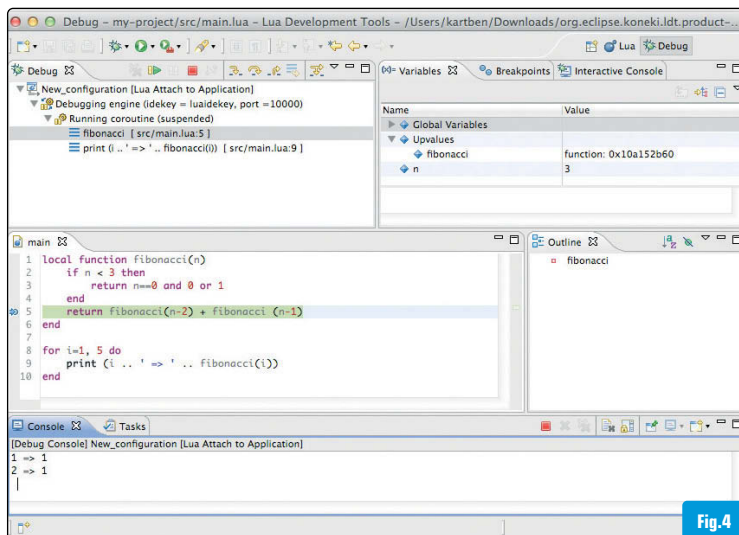 Debug - my-project/src/main.lua - Lua Development Tools - /Users/kartben/Downloads/org.eclipse.koneki.ldt.product-...
Lua Debug
Debug
New_configuration [Lua Attach to Application]
Debugging engine (idekey = luaidekey, port =10000)
Running coroutine (suspended)
fibonacci [ src/main.lua:5 ]
print (i .. ' => ' .. fibonacci(i)) [ src/main.lua:9 ]
(x)= Variables Breakpoints Interactive Console
Name Value
Global Variables
Upvalues
fibonacci function: 0x10a152b60
n 3
main
1 local function fibonacci(n)
2 if n < 3 then
3 return n==0 and 0 or 1
4 end
5 return fibonacci(n-2) + fibonacci (n-1)
6 end
7
8 for i=1, 5 do
9 print (i .. ' => ' .. fibonacci(i))
10 end
Outline
fibonacci
Console Tasks
[Debug Console] New_configuration [Lua Attach to Application]
1 => 1
2 => 1
Fig.4